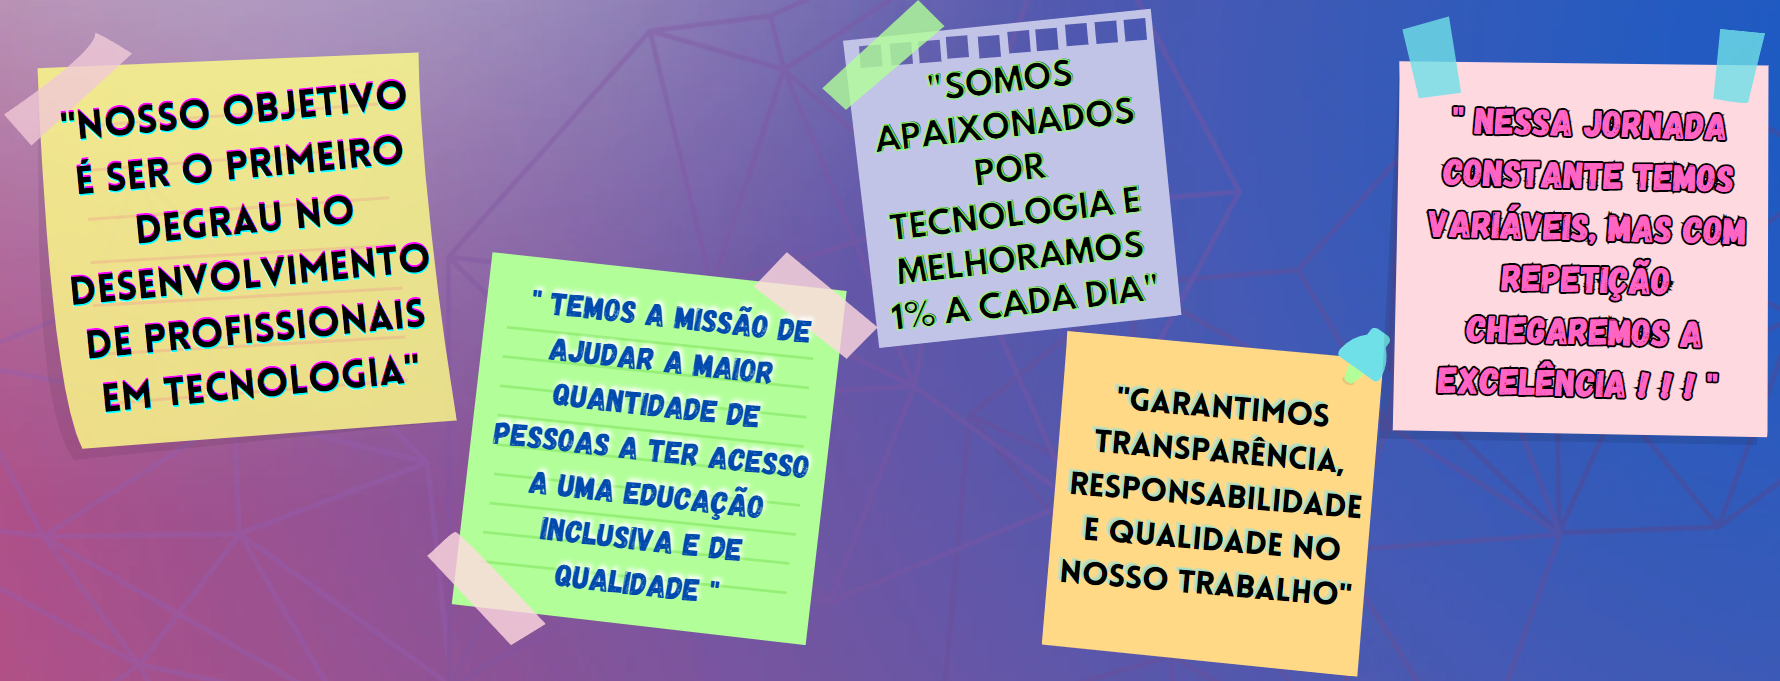 "NOSSO OBJETIVO
É SER O PRIMEIRO
DEGRAU NO
DESENVOLVIMENTO
DE PROFISSIONAIS
EM TECNOLOGIA"
" TEMOS A MISSÃO DE
AJUDAR A MAIOR
QUANTIDADE DE
PESSOAS A TER ACESSO
A UMA EDUCAÇÃO
INCLUSIVA E DE
QUALIDADE "
"SOMOS
APAIXONADOS
POR
TECNOLOGIA E
MELHORAMOS
1% A CADA DIA"
"GARANTIMOS
TRANSPARÊNCIA,
RESPONSABILIDADE
E QUALIDADE NO
NOSSO TRABALHO"
" NESSA JORNADA
CONSTANTE TEMOS
VARIÁVEIS, MAS COM
REPETIÇÃO
CHEGAREMOS A
EXCELÊNCIA ! ! ! "